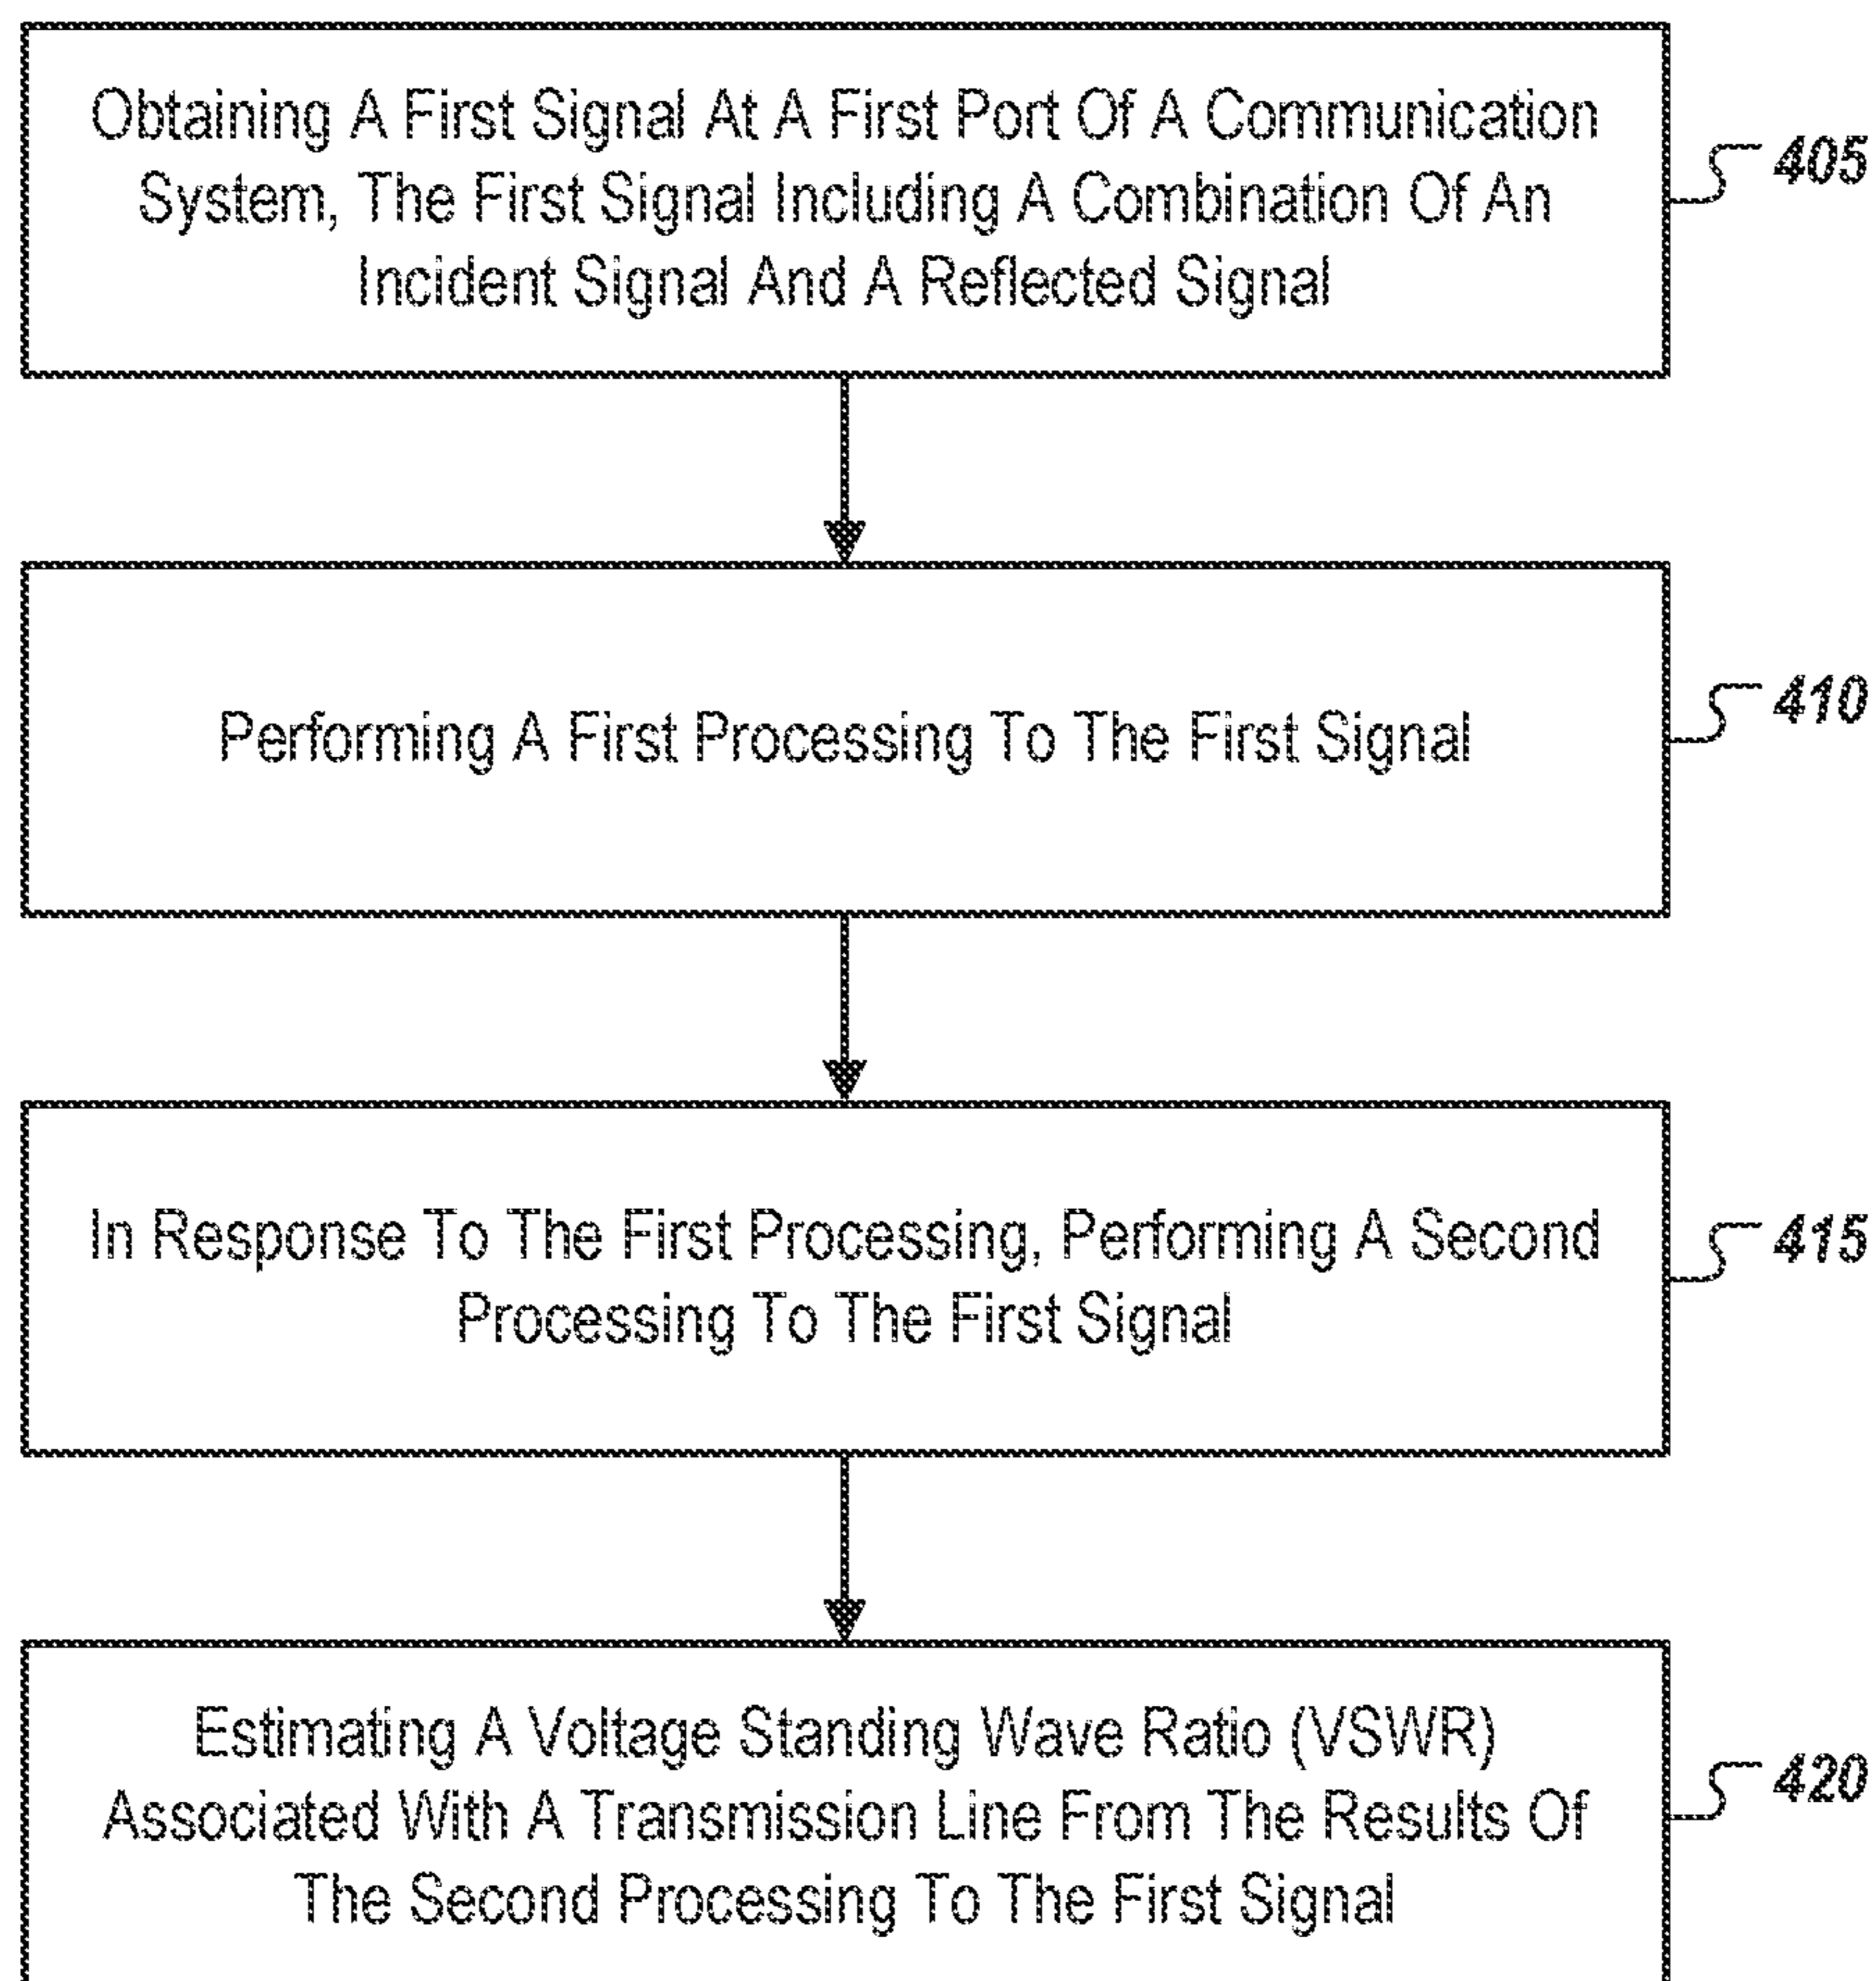 Obtaining A First Signal At A First Port Of A Communication
System, The First Signal Including A Combination Of An
Incident Signal And A Reflected Signal
405
Performing A First Processing To The First Signal
410
In Response To The First Processing, Performing A Second
Processing To The First Signal
415
Estimating A Voltage Standing Wave Ratio (VSWR)
Associated With A Transmission Line From The Results Of
The Second Processing To The First Signal
420